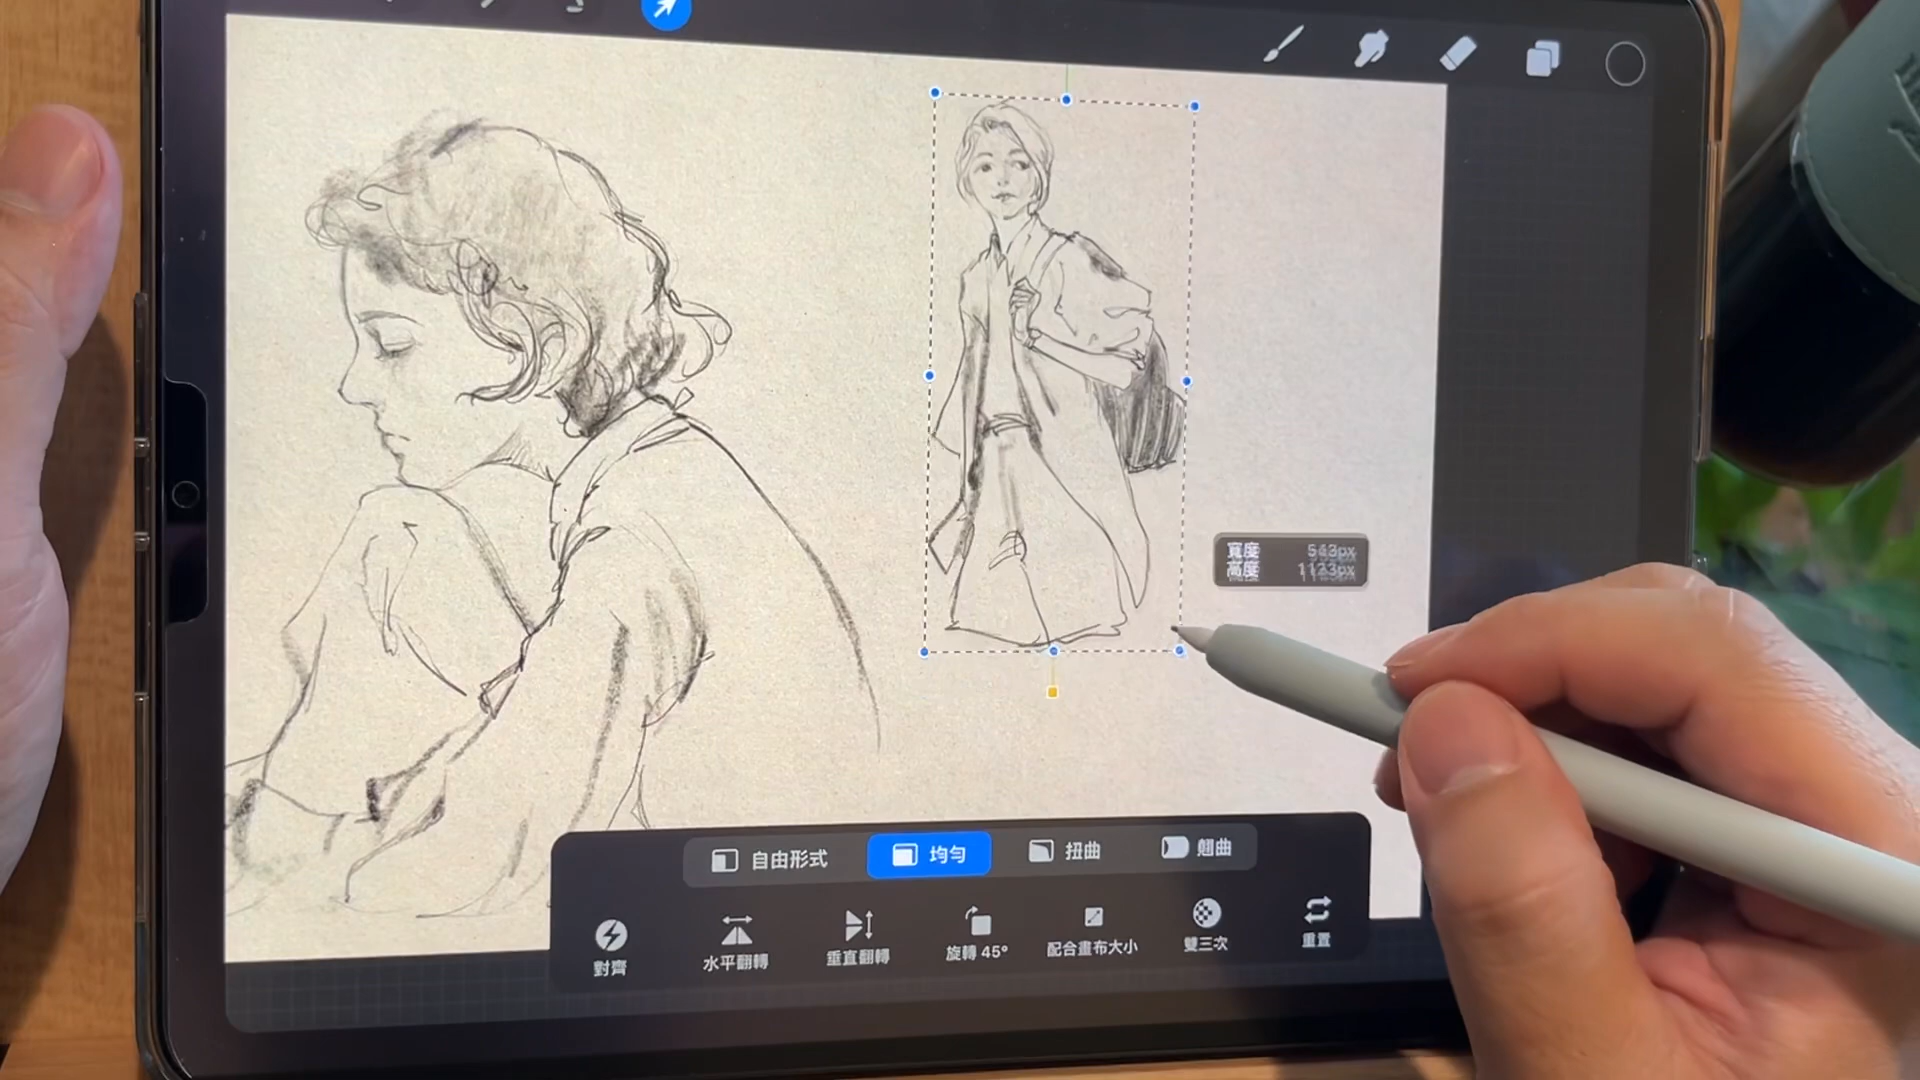 寬度 543px
高度 1123px
自由形式
均勻
扭曲
翹曲
對齊
水平翻轉
垂直翻轉
旋轉 45°
配合畫布大小
雙三次
重置